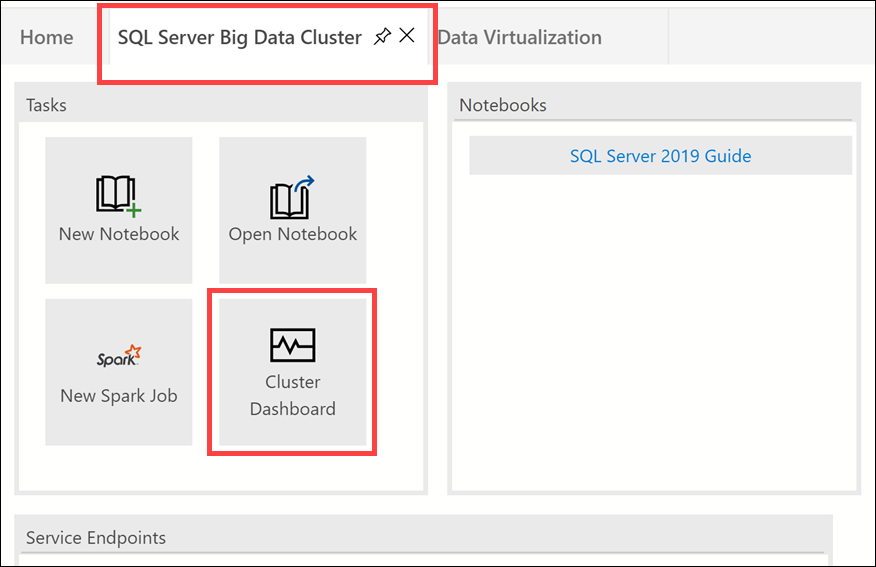 Home
SQL Server Big Data Cluster
Data Virtualization
Tasks
Notebooks
New Notebook
Open Notebook
SQL Server 2019 Guide
Spark
New Spark Job
Cluster
Dashboard
Service Endpoints